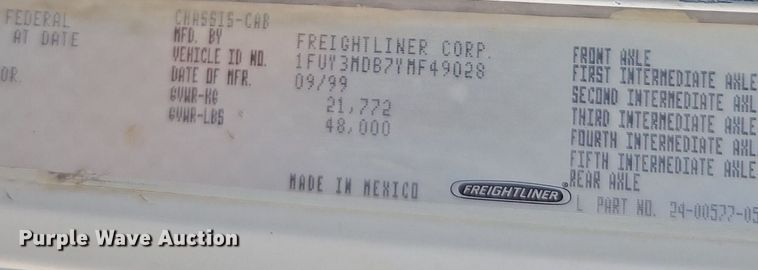 FEDERAL
AT DATE
OR.
CHASSIS-CAB
MFD. BY FREIGHTLINER CORP.
VEHICLE ID NO. 1FUY3MDB7YMF49028
DATE OF MFR. 09/99
GVWR-KG 21,772
GVWR-LBS 48,000
MADE IN MEXICO
FREIGHTLINER®
FRONT AXLE
FIRST INTERMEDIATE AXLE
SECOND INTERMEDIATE AXL
THIRD INTERMEDIATE AXLE
FOURTH INTERMEDIATE AXL
FIFTH INTERMEDIATE AXLE
REAR AXLE
L PART NO. 24-00577-05
Purple Wave Auction